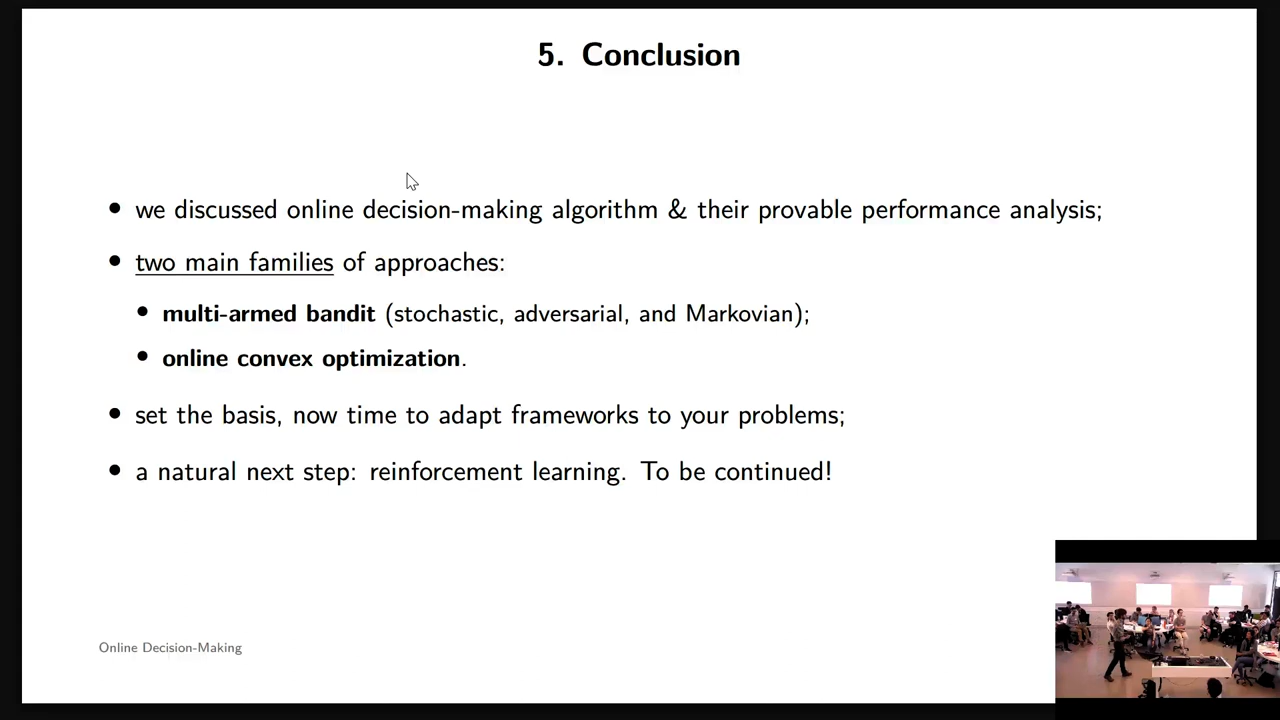 5. Conclusion
• we discussed online decision-making algorithm & their provable performance analysis;
• two main families of approaches:
• multi-armed bandit (stochastic, adversarial, and Markovian);
• online convex optimization.
• set the basis, now time to adapt frameworks to your problems;
• a natural next step: reinforcement learning. To be continued!
Online Decision-Making